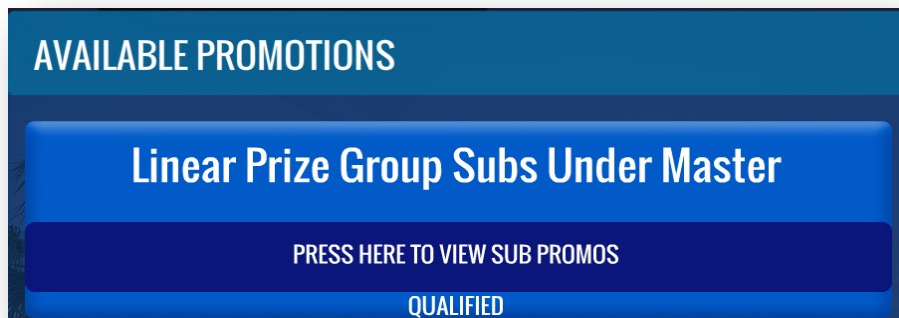 AVAILABLE PROMOTIONS
Linear Prize Group Subs Under Master
PRESS HERE TO VIEW SUB PROMOS
QUALIFIED